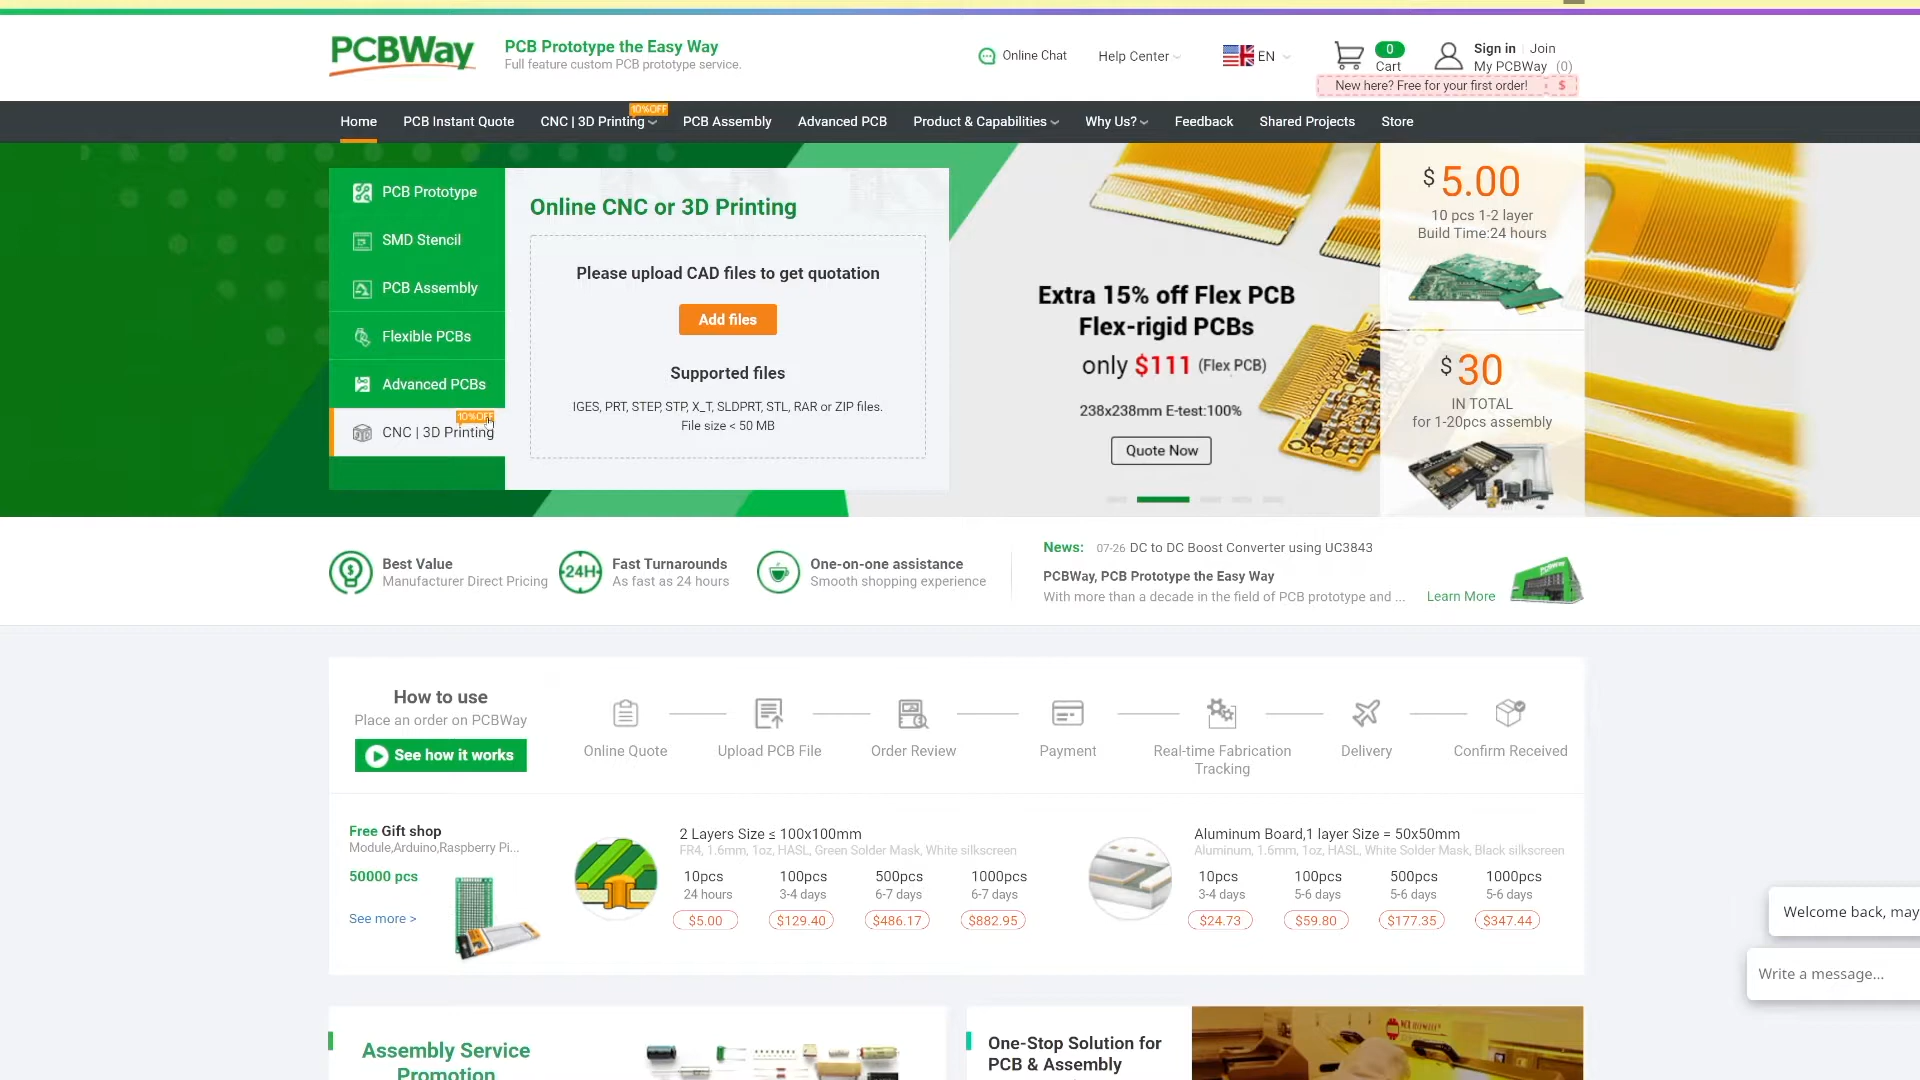 PCBWay
PCB Prototype the Easy Way
Full feature custom PCB prototype service.
Online Chat
Help Center
EN
0
Cart
Sign in
Join
My PCBWay (0)
New here? Free for your first order!
$
10%OFF
Home
PCB Instant Quote
CNC | 3D Printing
PCB Assembly
Advanced PCB
Product & Capabilities
Why Us?
Feedback
Shared Projects
Store
PCB Prototype
SMD Stencil
PCB Assembly
Flexible PCBs
Advanced PCBs
10%OFF
CNC | 3D Printing
Online CNC or 3D Printing
Please upload CAD files to get quotation
Add files
Supported files
IGES, PRT, STEP, STP, X_T, SLDPRT, STL, RAR or ZIP files.
File size < 50 MB
Extra 15% off Flex PCB
Flex-rigid PCBs
only $111 (Flex PCB)
238x238mm E-test:100%
Quote Now
$ 5.00
10 pcs 1-2 layer
Build Time:24 hours
$ 30
IN TOTAL
for 1-20pcs assembly
Best Value
Manufacturer Direct Pricing
24H
Fast Turnarounds
As fast as 24 hours
One-on-one assistance
Smooth shopping experience
News: 07-26 DC to DC Boost Converter using UC3843
PCBWay, PCB Prototype the Easy Way
With more than a decade in the field of PCB prototype and ...
Learn More
PCBWay
How to use
Place an order on PCBWay
See how it works
Online Quote
Upload PCB File
Order Review
Payment
Real-time Fabrication
Tracking
Delivery
Confirm Received
Free Gift shop
Module,Arduino,Raspberry Pi...
50000 pcs
See more >
2 Layers Size ≤ 100x100mm
FR4, 1.6mm, 1oz, HASL, Green Solder Mask, White silkscreen
10pcs 100pcs 500pcs 1000pcs
24 hours 3-4 days 6-7 days 6-7 days
$5.00 $129.40 $486.17 $882.95
Aluminum Board,1 layer Size = 50x50mm
Aluminum, 1.6mm, 1oz, HASL, White Solder Mask, Black silkscreen
10pcs 100pcs 500pcs 1000pcs
3-4 days 5-6 days 5-6 days 5-6 days
$24.73 $59.80 $177.35 $347.44
Welcome back, may
Write a message...
Assembly Service
Promotion
One-Stop Solution for
PCB & Assembly